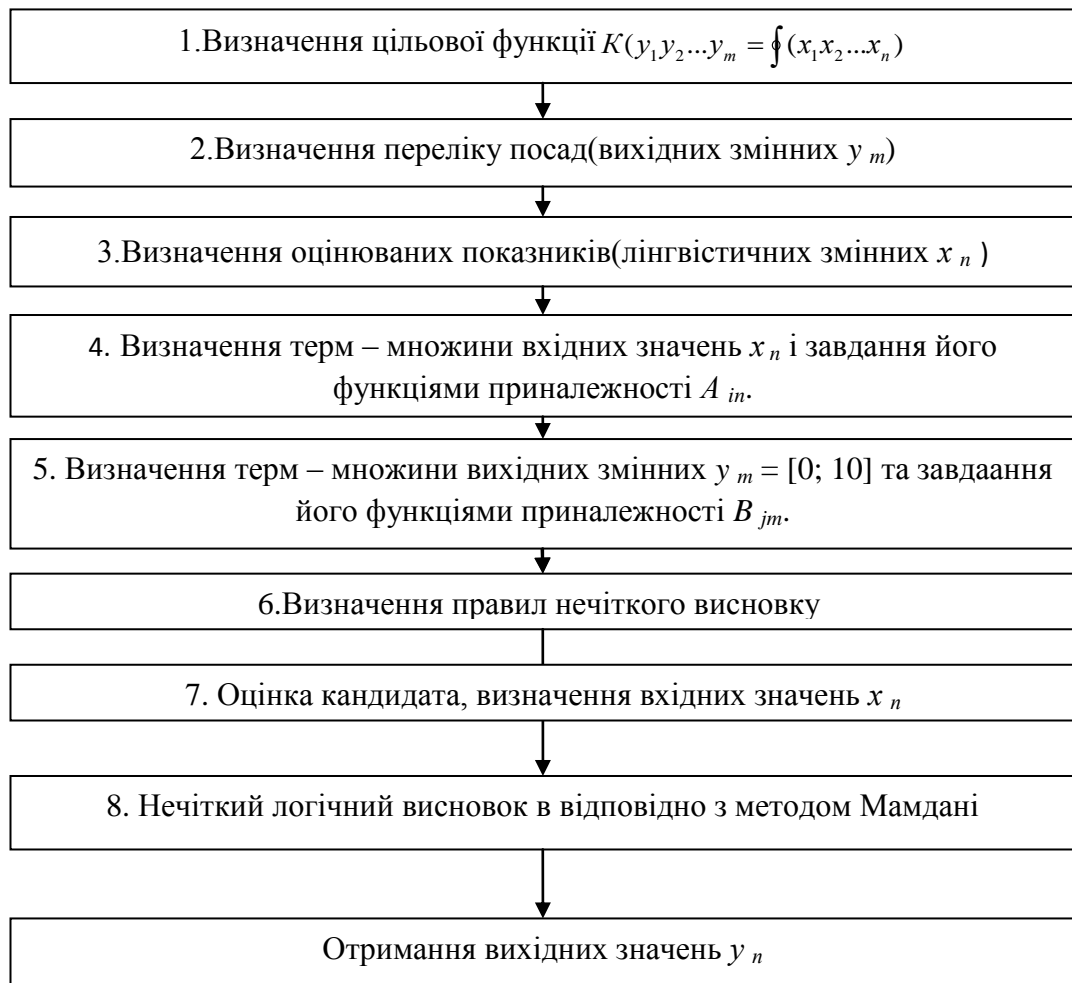 1.Визначення цільової функції K(y₁y₂...yₘ = ∮(x₁x₂...xₙ)
2.Визначення переліку посад(вихідних змінних y ₘ)
3.Визначення оцінюваних показників(лінгвістичних змінних x ₙ )
4. Визначення терм – множини вхідних значень x ₙ і завдання його
функціями приналежності A ᵢₙ.
5. Визначення терм – множини вихідних змінних y ₘ = [0; 10] та завдаання
його функціями приналежності B ⱼₘ.
6.Визначення правил нечіткого висновку
7. Оцінка кандидата, визначення вхідних значень x ₙ
8. Нечіткий логічний висновок в відповідно з методом Мамдані
Отримання вихідних значень y ₙ